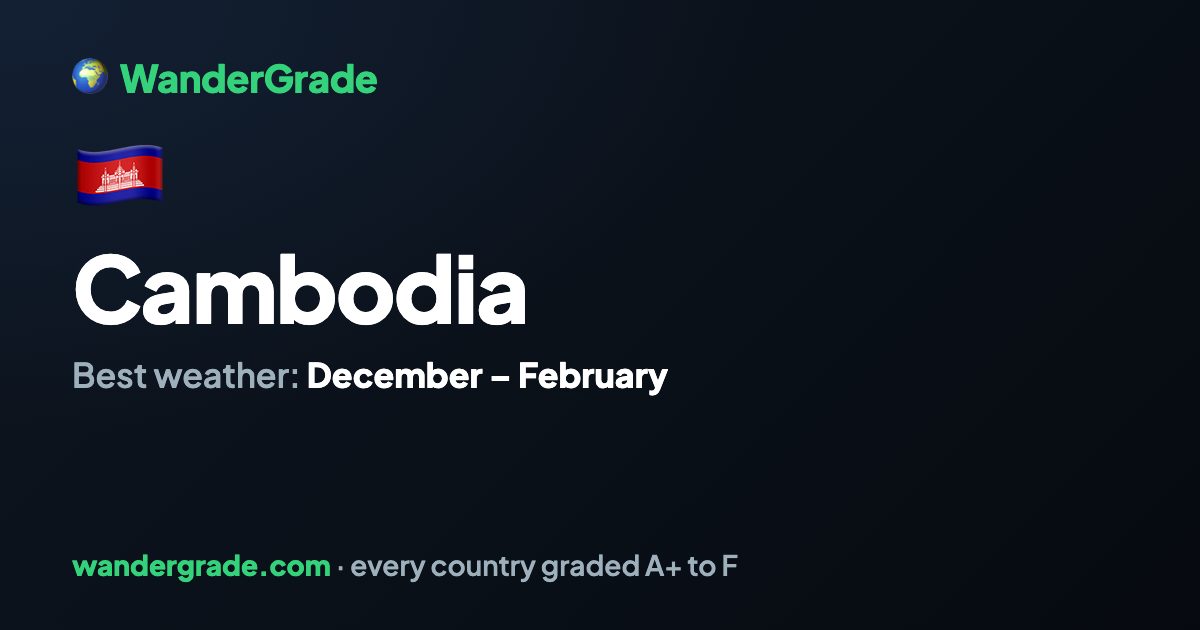 WanderGrade
Cambodia
Best weather: December – February
wandergrade.com · every country graded A+ to F